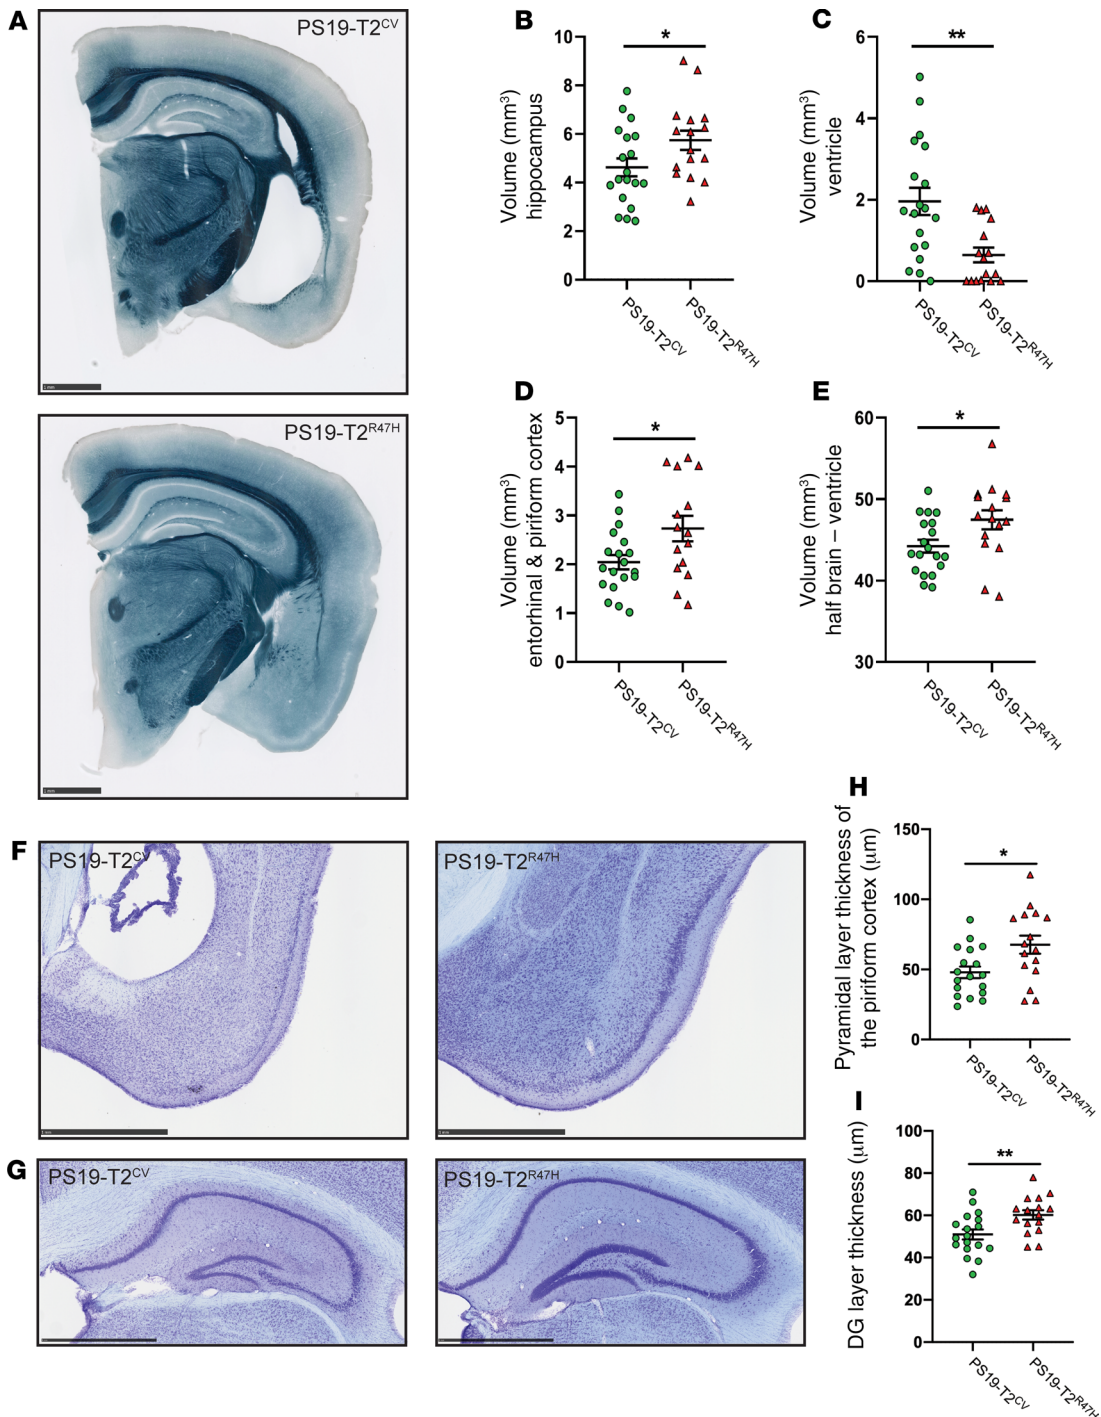 A
PS19-T2CV
PS19-T2R47H
1 mm
1 mm
B
*
Volume (mm3)
hippocampus
10
8
6
4
2
0
PS19-T2CV
PS19-T2R47H
C
**
Volume (mm3)
ventricle
6
4
2
0
PS19-T2CV
PS19-T2R47H
D
*
Volume (mm3)
entorhinal & piriform cortex
5
4
3
2
1
0
PS19-T2CV
PS19-T2R47H
E
*
Volume (mm3)
half brain – ventricle
60
50
40
30
PS19-T2CV
PS19-T2R47H
F
PS19-T2CV
PS19-T2R47H
G
PS19-T2CV
PS19-T2R47H
H
*
Pyramidal layer thickness of
the piriform cortex (μm)
150
100
50
0
PS19-T2CV
PS19-T2R47H
I
**
DG layer thickness (μm)
100
80
60
40
20
0
PS19-T2CV
PS19-T2R47H